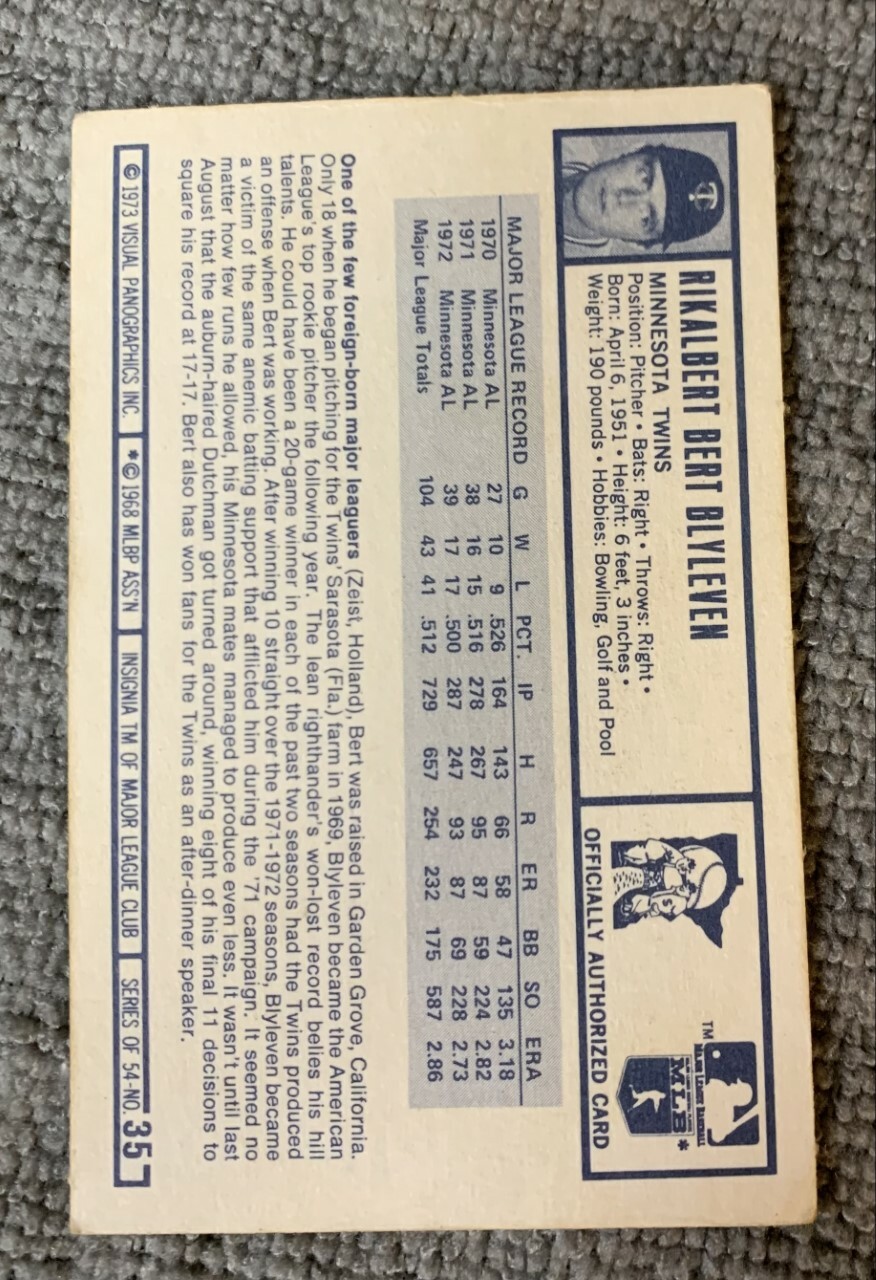 RIKALBERT BERT BLYLEVEN
MINNESOTA TWINS
Position: Pitcher • Bats: Right • Throws: Right •
Born: April 6, 1951 • Height: 6 feet, 3 inches •
Weight: 190 pounds • Hobbies: Bowling, Golf and Pool
TC
TM
MAJOR LEAGUE BASEBALL
MLB *
OFFICIALLY AUTHORIZED CARD
MAJOR LEAGUE RECORD G W L PCT. IP H R ER BB SO ERA
1970 Minnesota AL 27 10 9 .526 164 143 66 58 47 135 3.18
1971 Minnesota AL 38 16 15 .516 278 267 95 87 59 224 2.82
1972 Minnesota AL 39 17 17 .500 287 247 93 87 69 228 2.73
Major League Totals 104 43 41 .512 729 657 254 232 175 587 2.86
One of the few foreign-born major leaguers (Zeist, Holland), Bert was raised in Garden Grove, California.
Only 18 when he began pitching for the Twins' Sarasota (Fla.) farm in 1969, Blyleven became the American
League's top rookie pitcher the following year. The lean righthander's won-lost record belies his hill
talents. He could have been a 20-game winner in each of the past two seasons had the Twins produced
an offense when Bert was working. After winning 10 straight over the 1971-1972 seasons, Blyleven became
a victim of the same anemic batting support that afflicted him during the '71 campaign. It seemed no
matter how few runs he allowed, his Minnesota mates managed to produce even less. It wasn't until last
August that the auburn-haired Dutchman got turned around, winning eight of his final 11 decisions to
square his record at 17-17. Bert also has won fans for the Twins as an after-dinner speaker.
© 1973 VISUAL PANOGRAPHICS INC. * © 1968 MLBP ASS'N INSIGNIA TM OF MAJOR LEAGUE CLUB SERIES OF 54-NO. 35